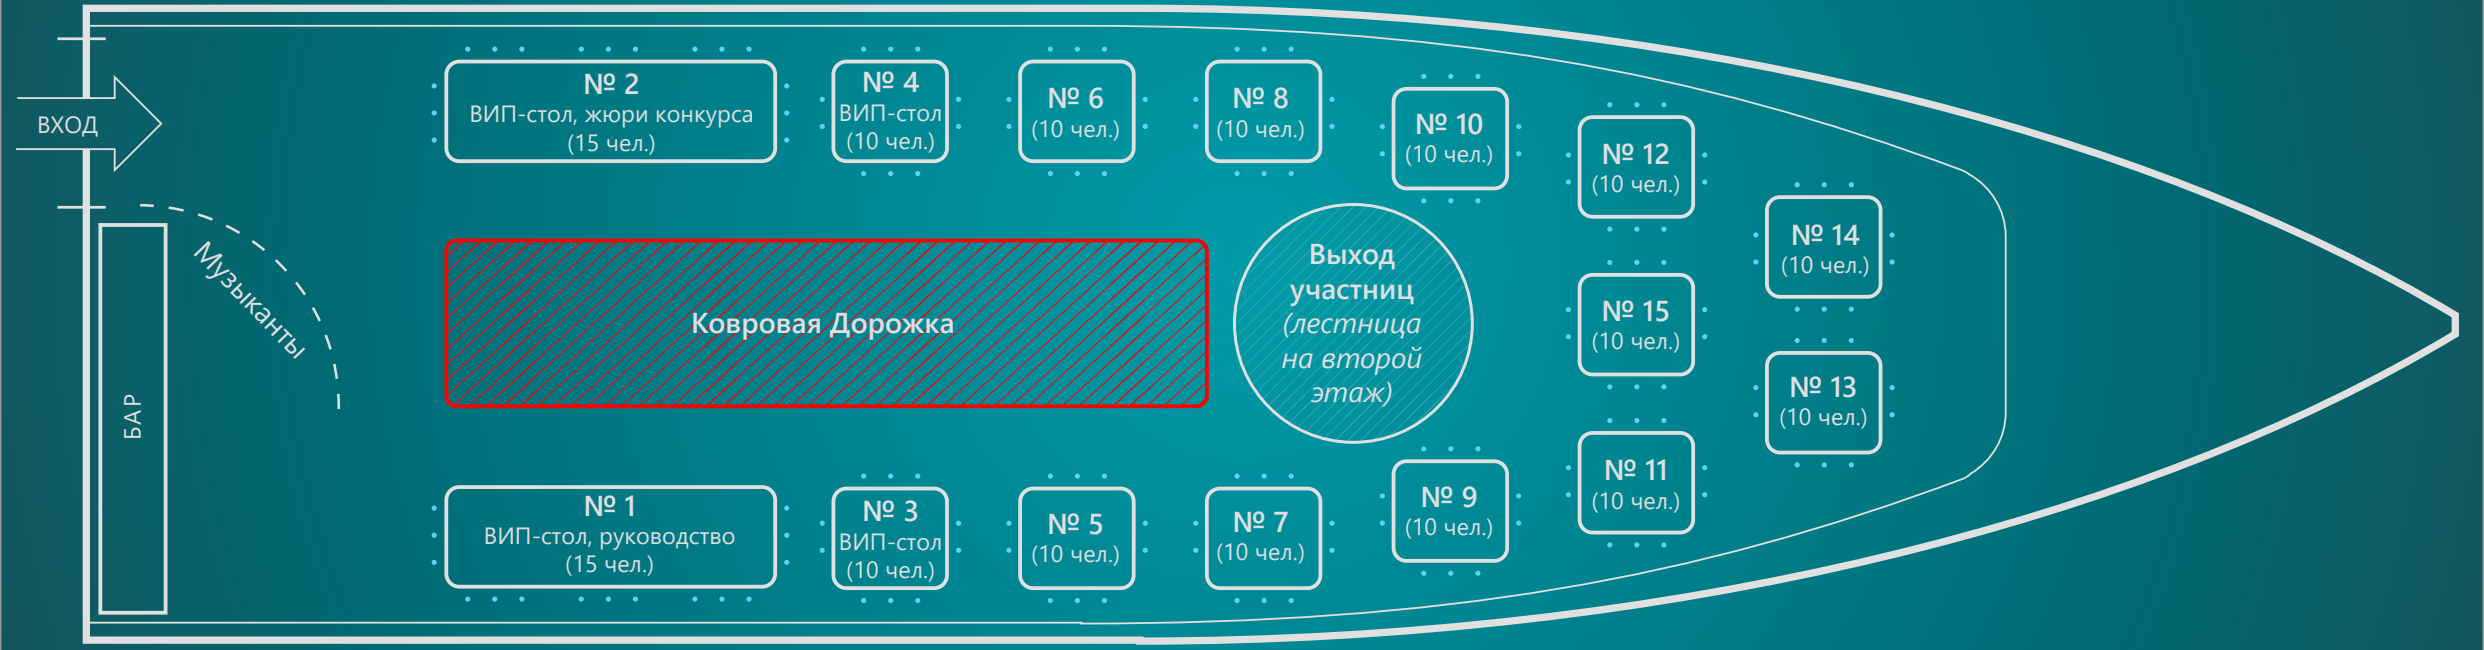 ВХОД
Музыканты
БАР
№ 2
ВИП-стол, жюри конкурса
(15 чел.)
№ 4
ВИП-стол
(10 чел.)
№ 6
(10 чел.)
№ 8
(10 чел.)
№ 10
(10 чел.)
№ 12
(10 чел.)
№ 14
(10 чел.)
Ковровая Дорожка
Выход
участниц
(лестница
на второй
этаж)
№ 15
(10 чел.)
№ 13
(10 чел.)
№ 1
ВИП-стол, руководство
(15 чел.)
№ 3
ВИП-стол
(10 чел.)
№ 5
(10 чел.)
№ 7
(10 чел.)
№ 9
(10 чел.)
№ 11
(10 чел.)